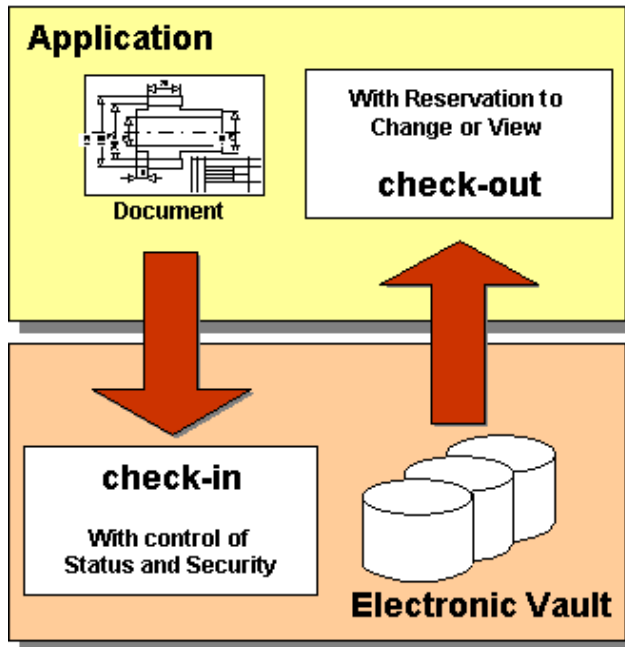 Application
Document
With Reservation to
Change or View
check-out
check-in
With control of
Status and Security
Electronic Vault